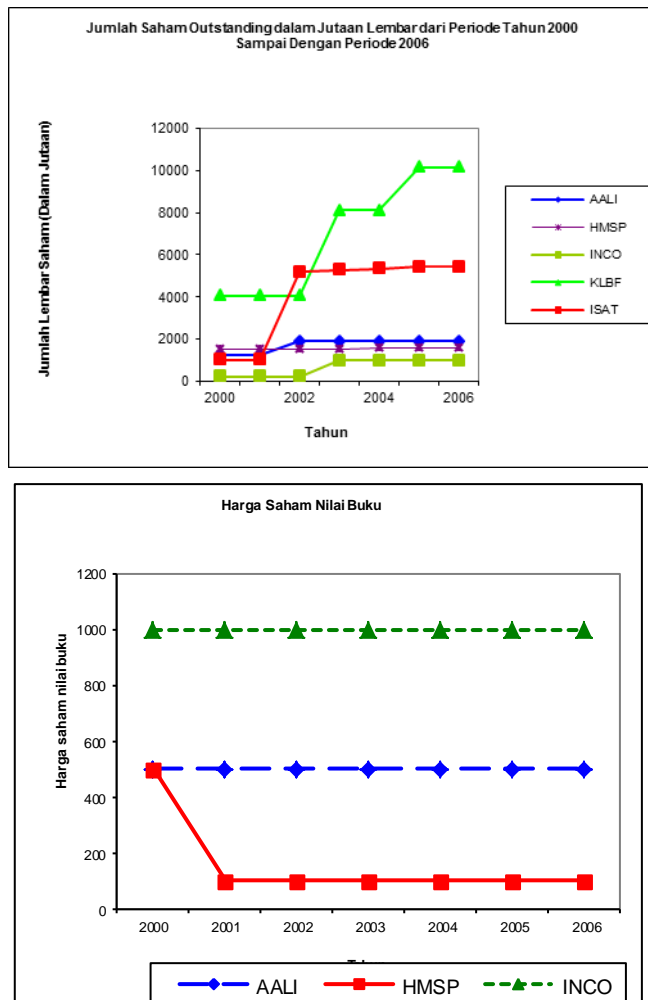 Jumlah Saham Outstanding dalam Jutaan Lembar dari Periode Tahun 2000
Sampai Dengan Periode 2006
Jumlah Lembar Saham (Dalam Jutaan)
12000
10000
8000
6000
4000
2000
0
2000 2002 2004 2006
Tahun
AALI
HMSP
INCO
KLBF
ISAT
Harga Saham Nilai Buku
Harga saham nilai buku
1200
1000
800
600
400
200
0
2000 2001 2002 2003 2004 2005 2006
AALI HMSP INCO